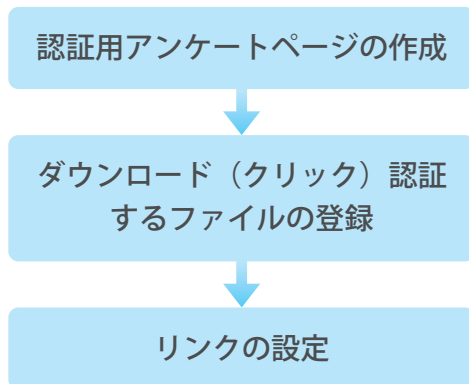 認証用アンケートページの作成
ダウンロード（クリック）認証
するファイルの登録
リンクの設定